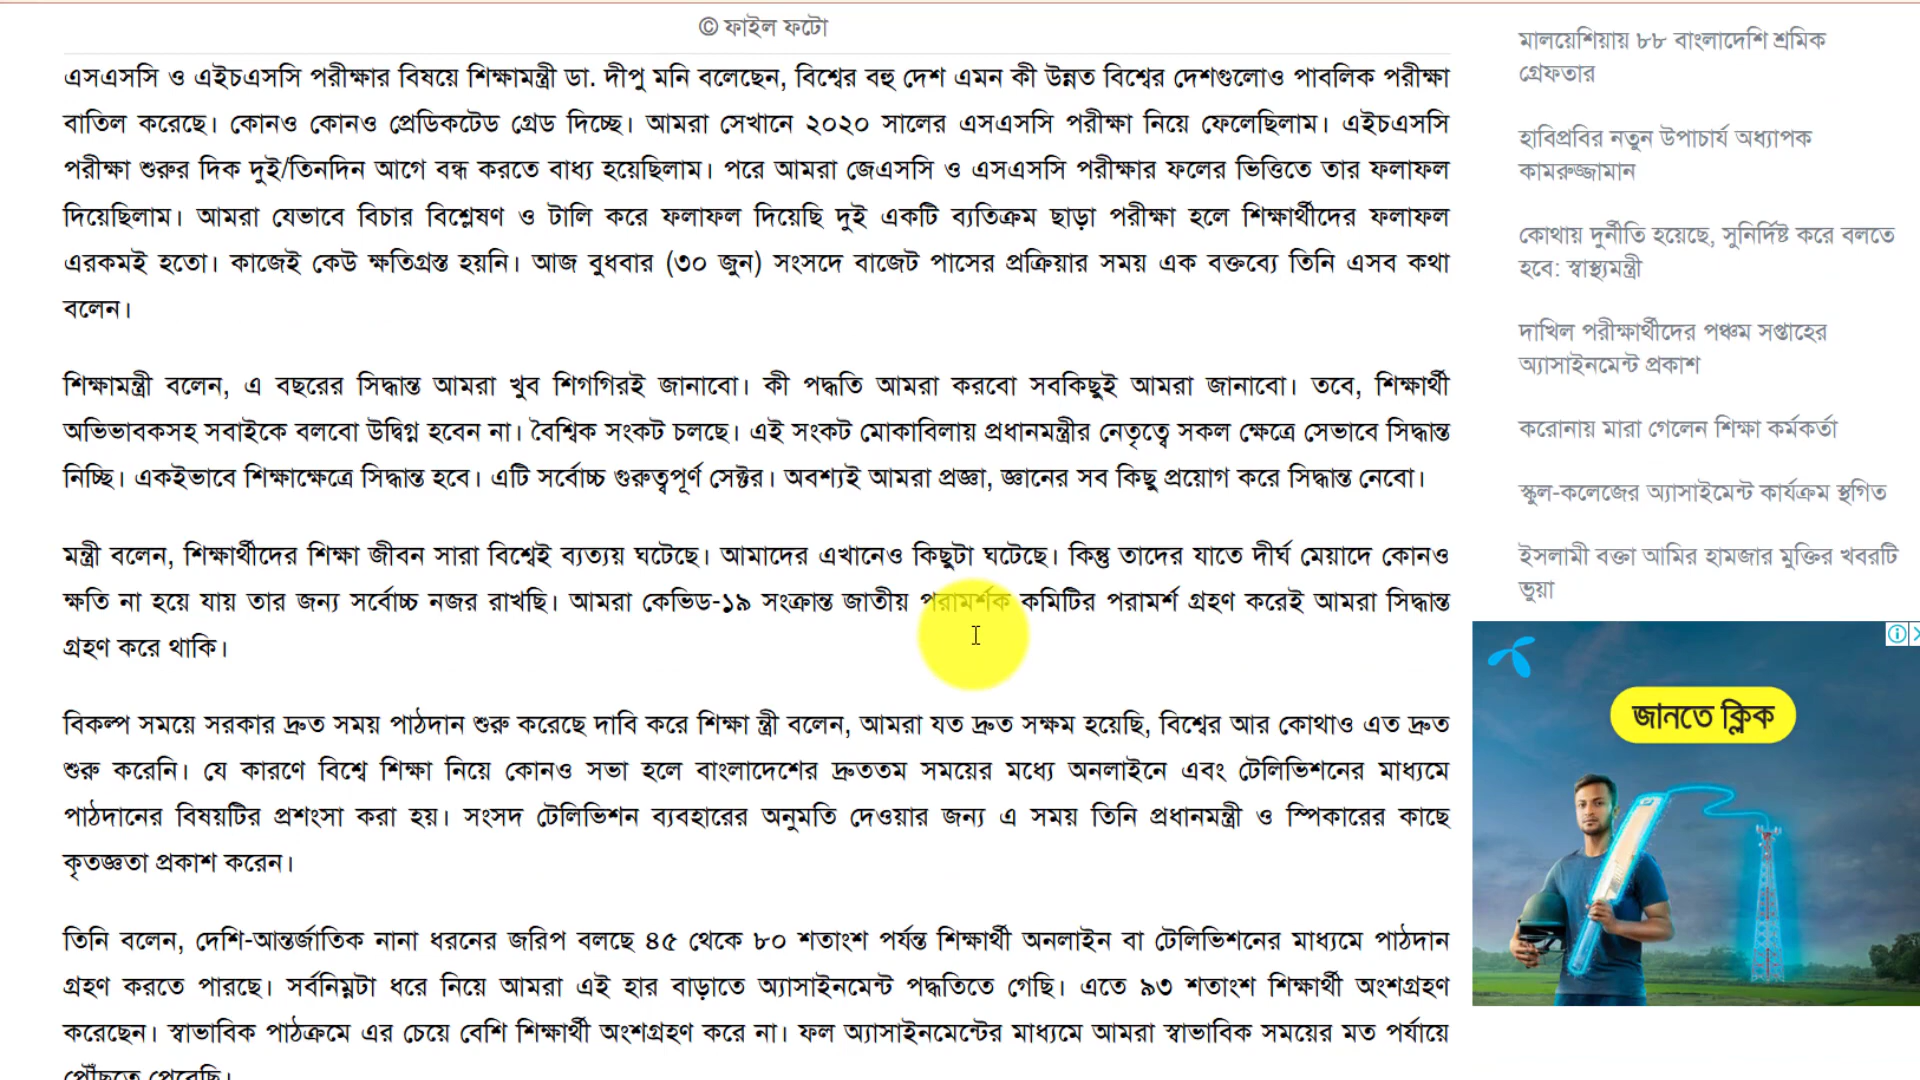 © ফাইল ফটো
এসএসসি ও এইচএসসি পরীক্ষার বিষয়ে শিক্ষামন্ত্রী ডা. দীপু মনি বলেছেন, বিশ্বের বহু দেশ এমন কী উন্নত বিশ্বের দেশগুলোও পাবলিক পরীক্ষা
বাতিল করেছে। কোনও কোনও প্রেডিকটেড গ্রেড দিচ্ছে। আমরা সেখানে ২০২০ সালের এসএসসি পরীক্ষা নিয়ে ফেলেছিলাম। এইচএসসি
পরীক্ষা শুরুর দিক দুই/তিনদিন আগে বন্ধ করতে বাধ্য হয়েছিলাম। পরে আমরা জেএসসি ও এসএসসি পরীক্ষার ফলের ভিত্তিতে তার ফলাফল
দিয়েছিলাম। আমরা যেভাবে বিচার বিশ্লেষণ ও টালি করে ফলাফল দিয়েছি দুই একটি ব্যতিক্রম ছাড়া পরীক্ষা হলে শিক্ষার্থীদের ফলাফল
এরকমই হতো। কাজেই কেউ ক্ষতিগ্রস্ত হয়নি। আজ বুধবার (৩০ জুন) সংসদে বাজেট পাসের প্রক্রিয়ার সময় এক বক্তব্যে তিনি এসব কথা
বলেন।
শিক্ষামন্ত্রী বলেন, এ বছরের সিদ্ধান্ত আমরা খুব শিগগিরই জানাবো। কী পদ্ধতি আমরা করবো সবকিছুই আমরা জানাবো। তবে, শিক্ষার্থী
অভিভাবকসহ সবাইকে বলবো উদ্বিগ্ন হবেন না। বৈশ্বিক সংকট চলছে। এই সংকট মোকাবিলায় প্রধানমন্ত্রীর নেতৃত্বে সকল ক্ষেত্রে সেভাবে সিদ্ধান্ত
নিচ্ছি। একইভাবে শিক্ষাক্ষেত্রে সিদ্ধান্ত হবে। এটি সর্বোচ্চ গুরুত্বপূর্ণ সেক্টর। অবশ্যই আমরা প্রজ্ঞা, জ্ঞানের সব কিছু প্রয়োগ করে সিদ্ধান্ত নেবো।
মন্ত্রী বলেন, শিক্ষার্থীদের শিক্ষা জীবন সারা বিশ্বেই ব্যত্যয় ঘটেছে। আমাদের এখানেও কিছুটা ঘটেছে। কিন্তু তাদের যাতে দীর্ঘ মেয়াদে কোনও
ক্ষতি না হয়ে যায় তার জন্য সর্বোচ্চ নজর রাখছি। আমরা কেভিড-১৯ সংক্রান্ত জাতীয় পরামর্শক কমিটির পরামর্শ গ্রহণ করেই আমরা সিদ্ধান্ত
গ্রহণ করে থাকি।
বিকল্প সময়ে সরকার দ্রুত সময় পাঠদান শুরু করেছে দাবি করে শিক্ষা ন্ত্রী বলেন, আমরা যত দ্রুত সক্ষম হয়েছি, বিশ্বের আর কোথাও এত দ্রুত
শুরু করেনি। যে কারণে বিশ্বে শিক্ষা নিয়ে কোনও সভা হলে বাংলাদেশের দ্রুততম সময়ের মধ্যে অনলাইনে এবং টেলিভিশনের মাধ্যমে
পাঠদানের বিষয়টির প্রশংসা করা হয়। সংসদ টেলিভিশন ব্যবহারের অনুমতি দেওয়ার জন্য এ সময় তিনি প্রধানমন্ত্রী ও স্পিকারের কাছে
কৃতজ্ঞতা প্রকাশ করেন।
তিনি বলেন, দেশি-আন্তর্জাতিক নানা ধরনের জরিপ বলছে ৪৫ থেকে ৮০ শতাংশ পর্যন্ত শিক্ষার্থী অনলাইন বা টেলিভিশনের মাধ্যমে পাঠদান
গ্রহণ করতে পারছে। সর্বনিম্নটা ধরে নিয়ে আমরা এই হার বাড়াতে অ্যাসাইনমেন্ট পদ্ধতিতে গেছি। এতে ৯৩ শতাংশ শিক্ষার্থী অংশগ্রহণ
করেছেন। স্বাভাবিক পাঠক্রমে এর চেয়ে বেশি শিক্ষার্থী অংশগ্রহণ করে না। ফল অ্যাসাইনমেন্টের মাধ্যমে আমরা স্বাভাবিক সময়ের মত পর্যায়ে
পৌঁছতে পেরেছি।
মালয়েশিয়ায় ৮৮ বাংলাদেশি শ্রমিক
গ্রেফতার
হাবিপ্রবির নতুন উপাচার্য অধ্যাপক
কামরুজ্জামান
কোথায় দুর্নীতি হয়েছে, সুনির্দিষ্ট করে বলতে
হবে: স্বাস্থ্যমন্ত্রী
দাখিল পরীক্ষার্থীদের পঞ্চম সপ্তাহের
অ্যাসাইনমেন্ট প্রকাশ
করোনায় মারা গেলেন শিক্ষা কর্মকর্তা
স্কুল-কলেজের অ্যাসাইমেন্ট কার্যক্রম স্থগিত
ইসলামী বক্তা আমির হামজার মুক্তির খবরটি
ভুয়া
জানতে ক্লিক